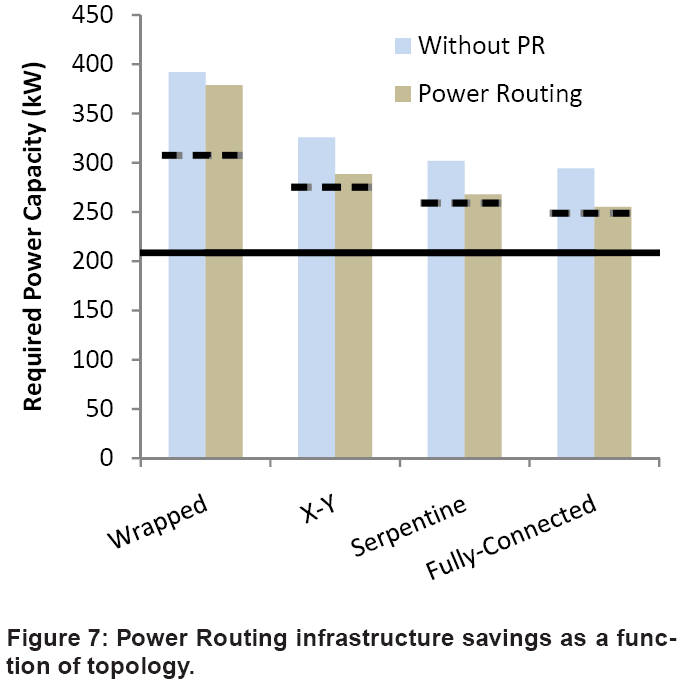 Required Power Capacity (kW)
450
400
350
300
250
200
150
100
50
0
Without PR
Power Routing
Wrapped
X-Y
Serpentine
Fully-Connected
Figure 7: Power Routing infrastructure savings as a func-
tion of topology.